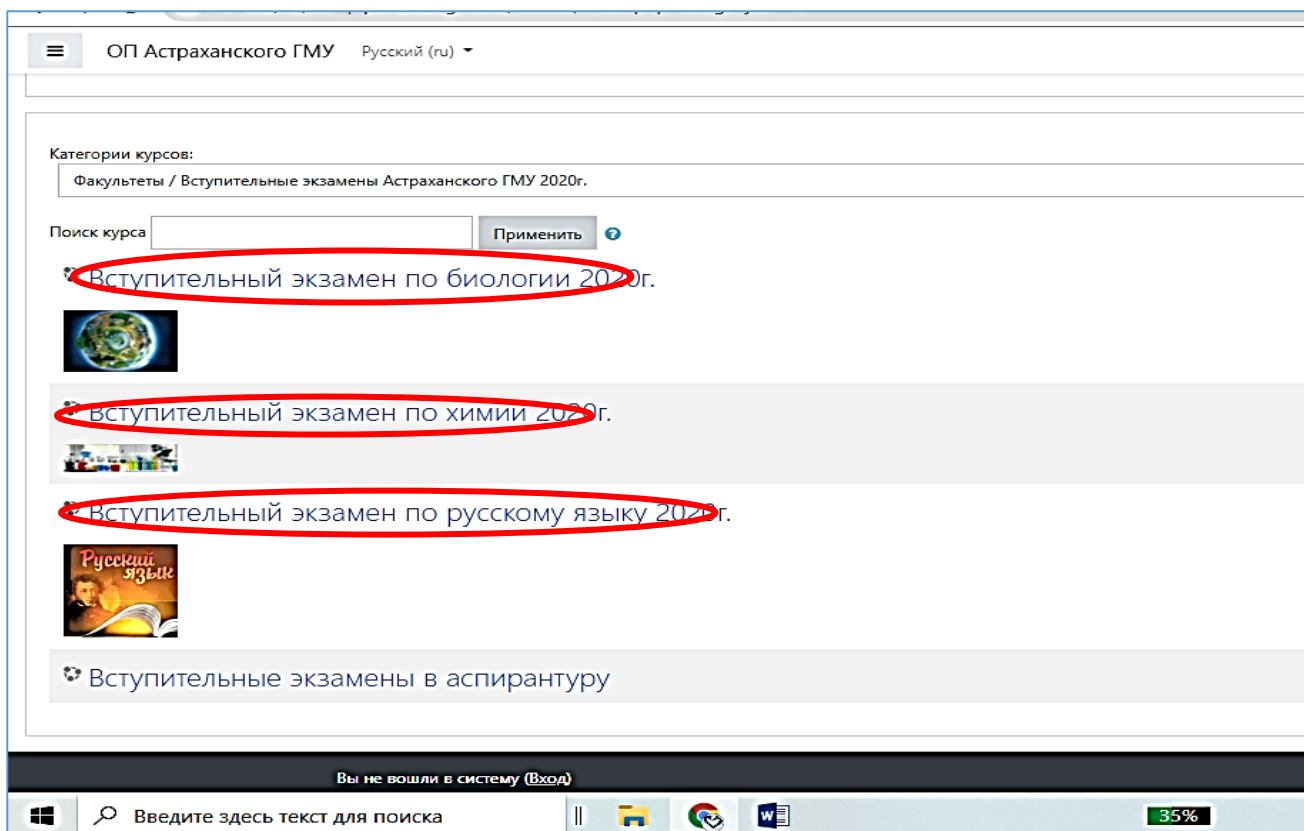 ОП Астраханского ГМУ Русский (ru)
Категории курсов:
Факультеты / Вступительные экзамены Астраханского ГМУ 2020г.
Поиск курса Применить
Вступительный экзамен по биологии 2020г.
Вступительный экзамен по химии 2020г.
Вступительный экзамен по русскому языку 2020г.
Русский
язык
Вступительные экзамены в аспирантуру
Вы не вошли в систему (Вход)
Введите здесь текст для поиска 35%